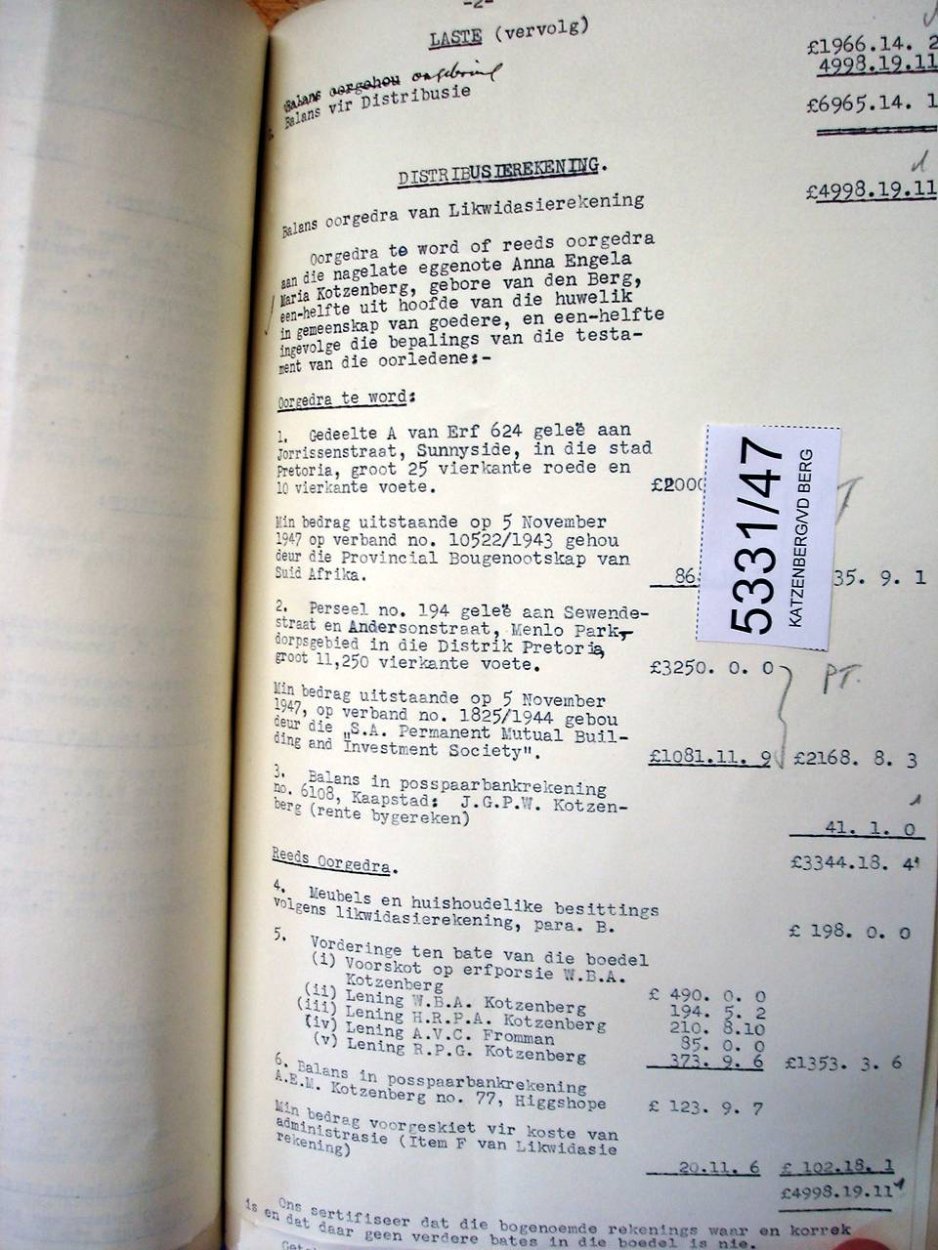 -2-
LASTE (vervolg)
£1966.14. 2
Balans oorgehou
4998.19.11
Balans vir Distribusie
£6965.14. 1
DISTRIBUSIEREKENING.
Balans oorgedra van Likwidasierekening £4998.19.11
Oorgedra te word of reeds oorgedra
aan die nagelate eggenote Anna Engela
Maria Kotzenberg, gebore van den Berg,
een-helfte uit hoofde van die huwelik
in gemeenskap van goedere, en een-helfte
ingevolge die bepalings van die testa-
ment van die oorledene:-
Oorgedra te word:
1. Gedeelte A van Erf 624 geleë aan
Jorrissenstraat, Sunnyside, in die stad
Pretoria, groot 25 vierkante roede en
10 vierkante voete. £2000
Min bedrag uitstaande op 5 November
1947 op verband no. 10522/1943 gehou
deur die Provincial Bougenootskap van
Suid Afrika. 86 35. 9. 1
5331/47
KATZENBERG/VD BERG
2. Perseel no. 194 geleë aan Sewende-
straat en Andersonstraat, Menlo Park,
dorpsgebied in die Distrik Pretoria,
groot 11,250 vierkante voete. £3250. 0. 0
PT.
Min bedrag uitstaande op 5 November
1947, op verband no. 1825/1944 gebou
deur die „S.A. Permanent Mutual Buil-
ding and Investment Society". £1081.11. 9 £2168. 8. 3
3. Balans in posspaarbankrekening
no. 6108, Kaapstad: J.G.P.W. Kotzen-
berg (rente bygereken) 41. 1. 0
£3344.18. 4
Reeds Oorgedra.
4. Meubels en huishoudelike besittings
volgens likwidasierekening, para. B. £ 198. 0. 0
5. Vorderinge ten bate van die boedel
(i) Voorskot op erfporsie W.B.A.
Kotzenberg £ 490. 0. 0
(ii) Lening W.B.A. Kotzenberg 194. 5. 2
(iii) Lening H.R.P.A. Kotzenberg 210. 8.10
(iv) Lening A.V.C. Fromman 85. 0. 0
(v) Lening R.P.G. Kotzenberg 373. 9. 6 £1353. 3. 6
6. Balans in posspaarbankrekening
A.E.M. Kotzenberg no. 77, Higgshope £ 123. 9. 7
Min bedrag voorgeskiet vir koste van
administrasie (Item F van Likwidasie
rekening) 20.11. 6 £ 102.18. 1
£4998.19.11
Ons sertifiseer dat die bogenoemde rekenings waar en korrek
is en dat daar geen verdere bates in die boedel is nie.